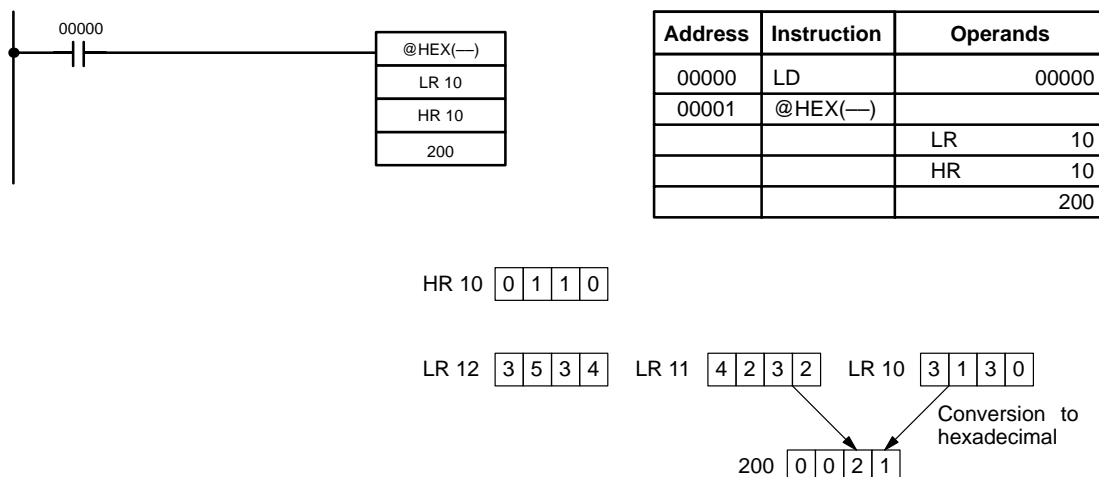 00000
@HEX(––)
LR 10
HR 10
200
Address Instruction Operands
00000 LD 00000
00001 @HEX(––)
LR 10
HR 10
200
HR 10 0 1 1 0
LR 12 3 5 3 4 LR 11 4 2 3 2 LR 10 3 1 3 0
Conversion to
hexadecimal
200 0 0 2 1